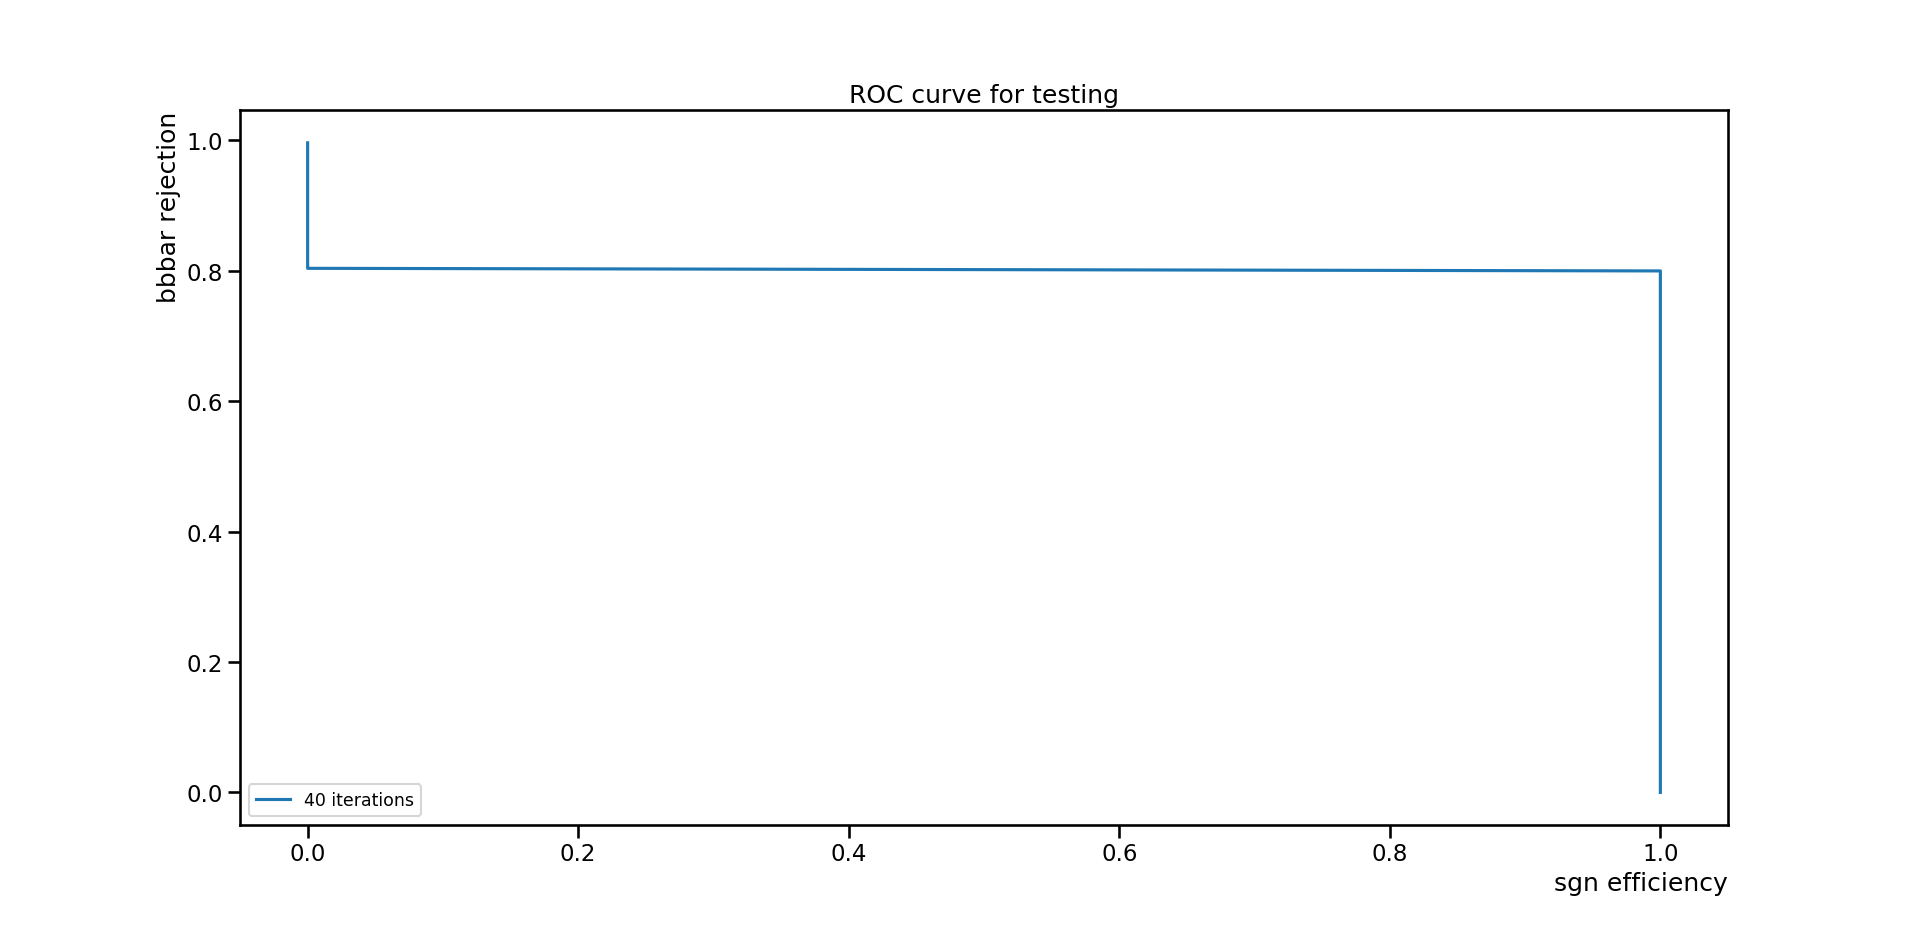 ROC curve for testing
bbbar rejection
1.0
0.8
0.6
0.4
0.2
0.0
40 iterations
0.0 0.2 0.4 0.6 0.8 1.0
sgn efficiency